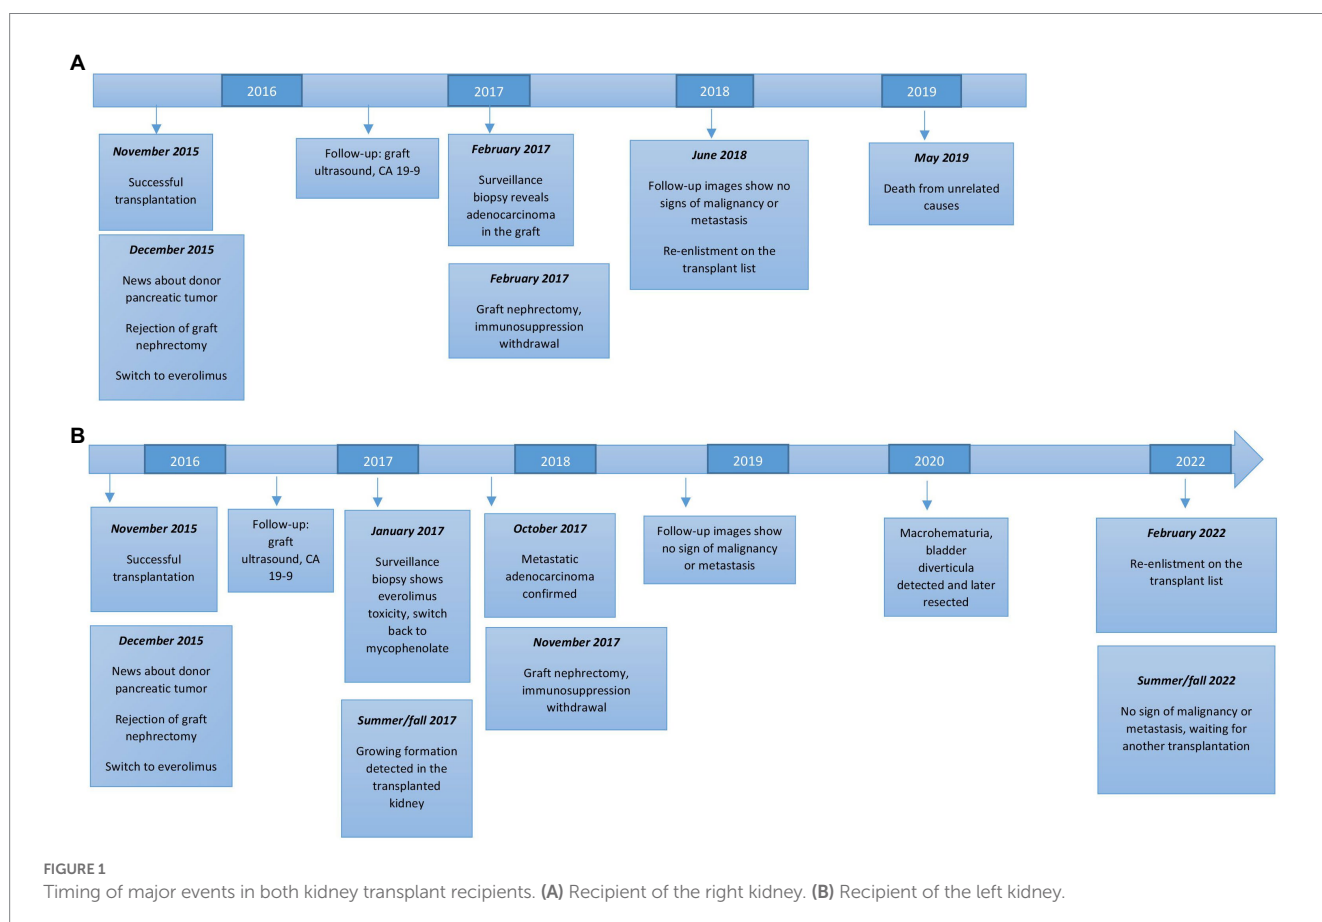 A
2016
2017
2018
2019
November 2015
Successful
transplantation
December 2015
News about donor
pancreatic tumor
Rejection of graft
nephrectomy
Switch to everolimus
Follow-up: graft
ultrasound, CA 19-9
February 2017
Surveillance
biopsy reveals
adenocarcinoma
in the graft
February 2017
Graft nephrectomy,
immunosuppression
withdrawal
June 2018
Follow-up images show no
signs of malignancy or
metastasis
Re-enlistment on the
transplant list
May 2019
Death from unrelated
causes
B
2016
2017
2018
2019
2020
2022
November 2015
Successful
transplantation
December 2015
News about donor
pancreatic tumor
Rejection of graft
nephrectomy
Switch to everolimus
Follow-up:
graft
ultrasound, CA
19-9
January 2017
Surveillance
biopsy shows
everolimus
toxicity, switch
back to
mycophenolate
Summer/fall 2017
Growing formation
detected in the
transplanted
kidney
October 2017
Metastatic
adenocarcinoma
confirmed
November 2017
Graft nephrectomy,
immunosuppression
withdrawal
Follow-up images show
no sign of malignancy
or metastasis
Macrohematuria,
bladder
diverticula
detected and later
resected
February 2022
Re-enlistment on the
transplant list
Summer/fall 2022
No sign of malignancy or
metastasis, waiting for
another transplantation
FIGURE 1
Timing of major events in both kidney transplant recipients. (A) Recipient of the right kidney. (B) Recipient of the left kidney.